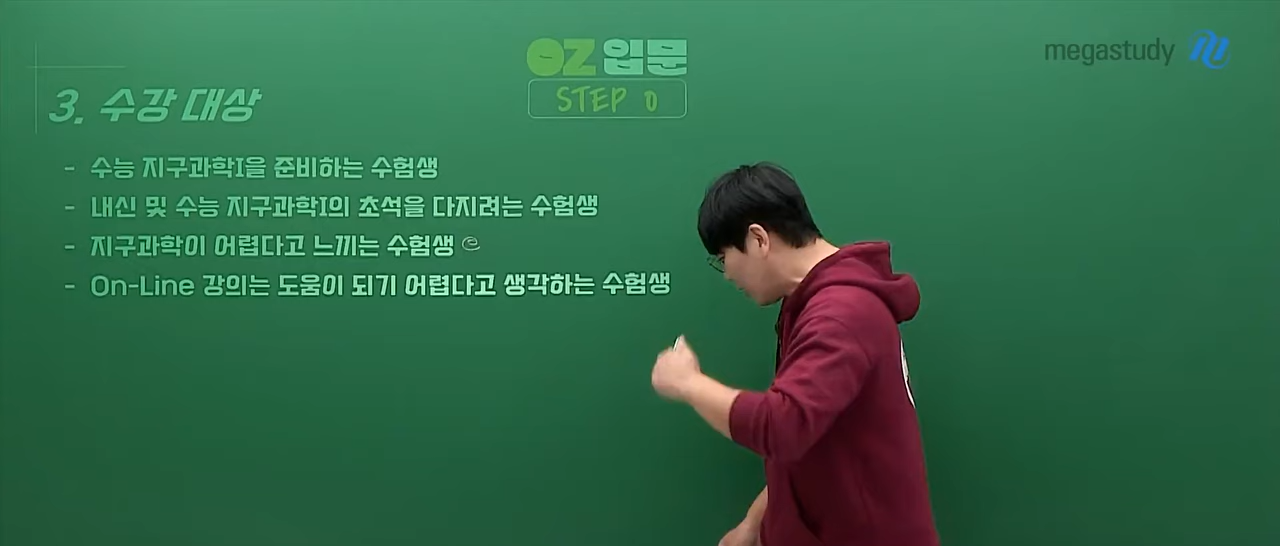 OZ 입문
STEP 0
megastudy
3. 수강 대상
- 수능 지구과학I을 준비하는 수험생
- 내신 및 수능 지구과학I의 초석을 다지려는 수험생
- 지구과학이 어렵다고 느끼는 수험생
- On-Line 강의는 도움이 되기 어렵다고 생각하는 수험생